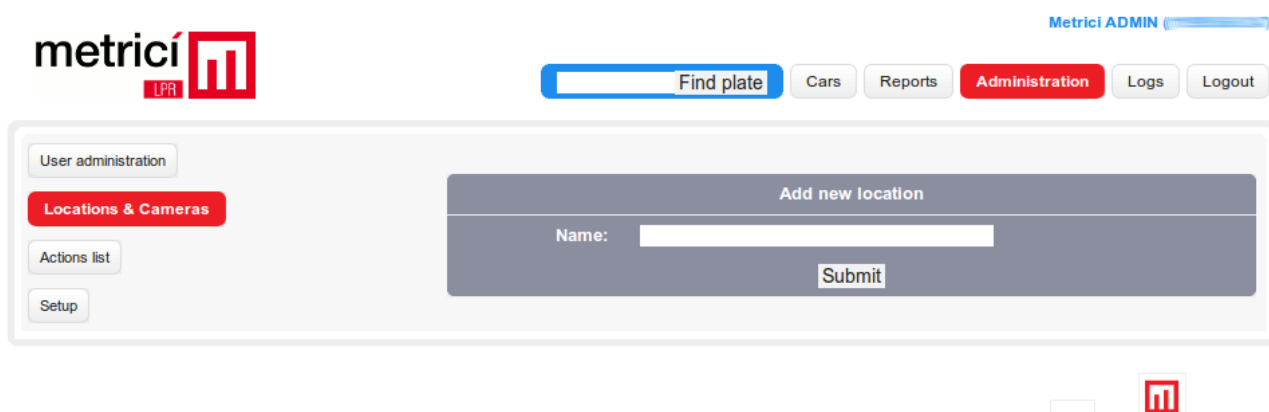 Metrici ADMIN (
metricí
LPR
Find plate
Cars
Reports
Administration
Logs
Logout
User administration
Locations & Cameras
Actions list
Setup
Add new location
Name:
Submit